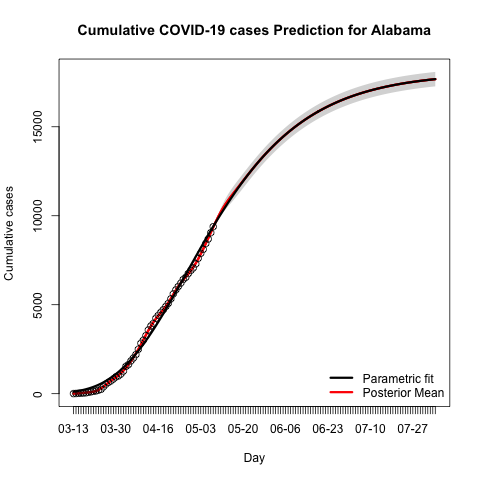 Cumulative COVID-19 cases Prediction for Alabama
Cumulative cases
15000
10000
5000
0
Parametric fit
Posterior Mean
03-13 03-30 04-16 05-03 05-20 06-06 06-23 07-10 07-27
Day